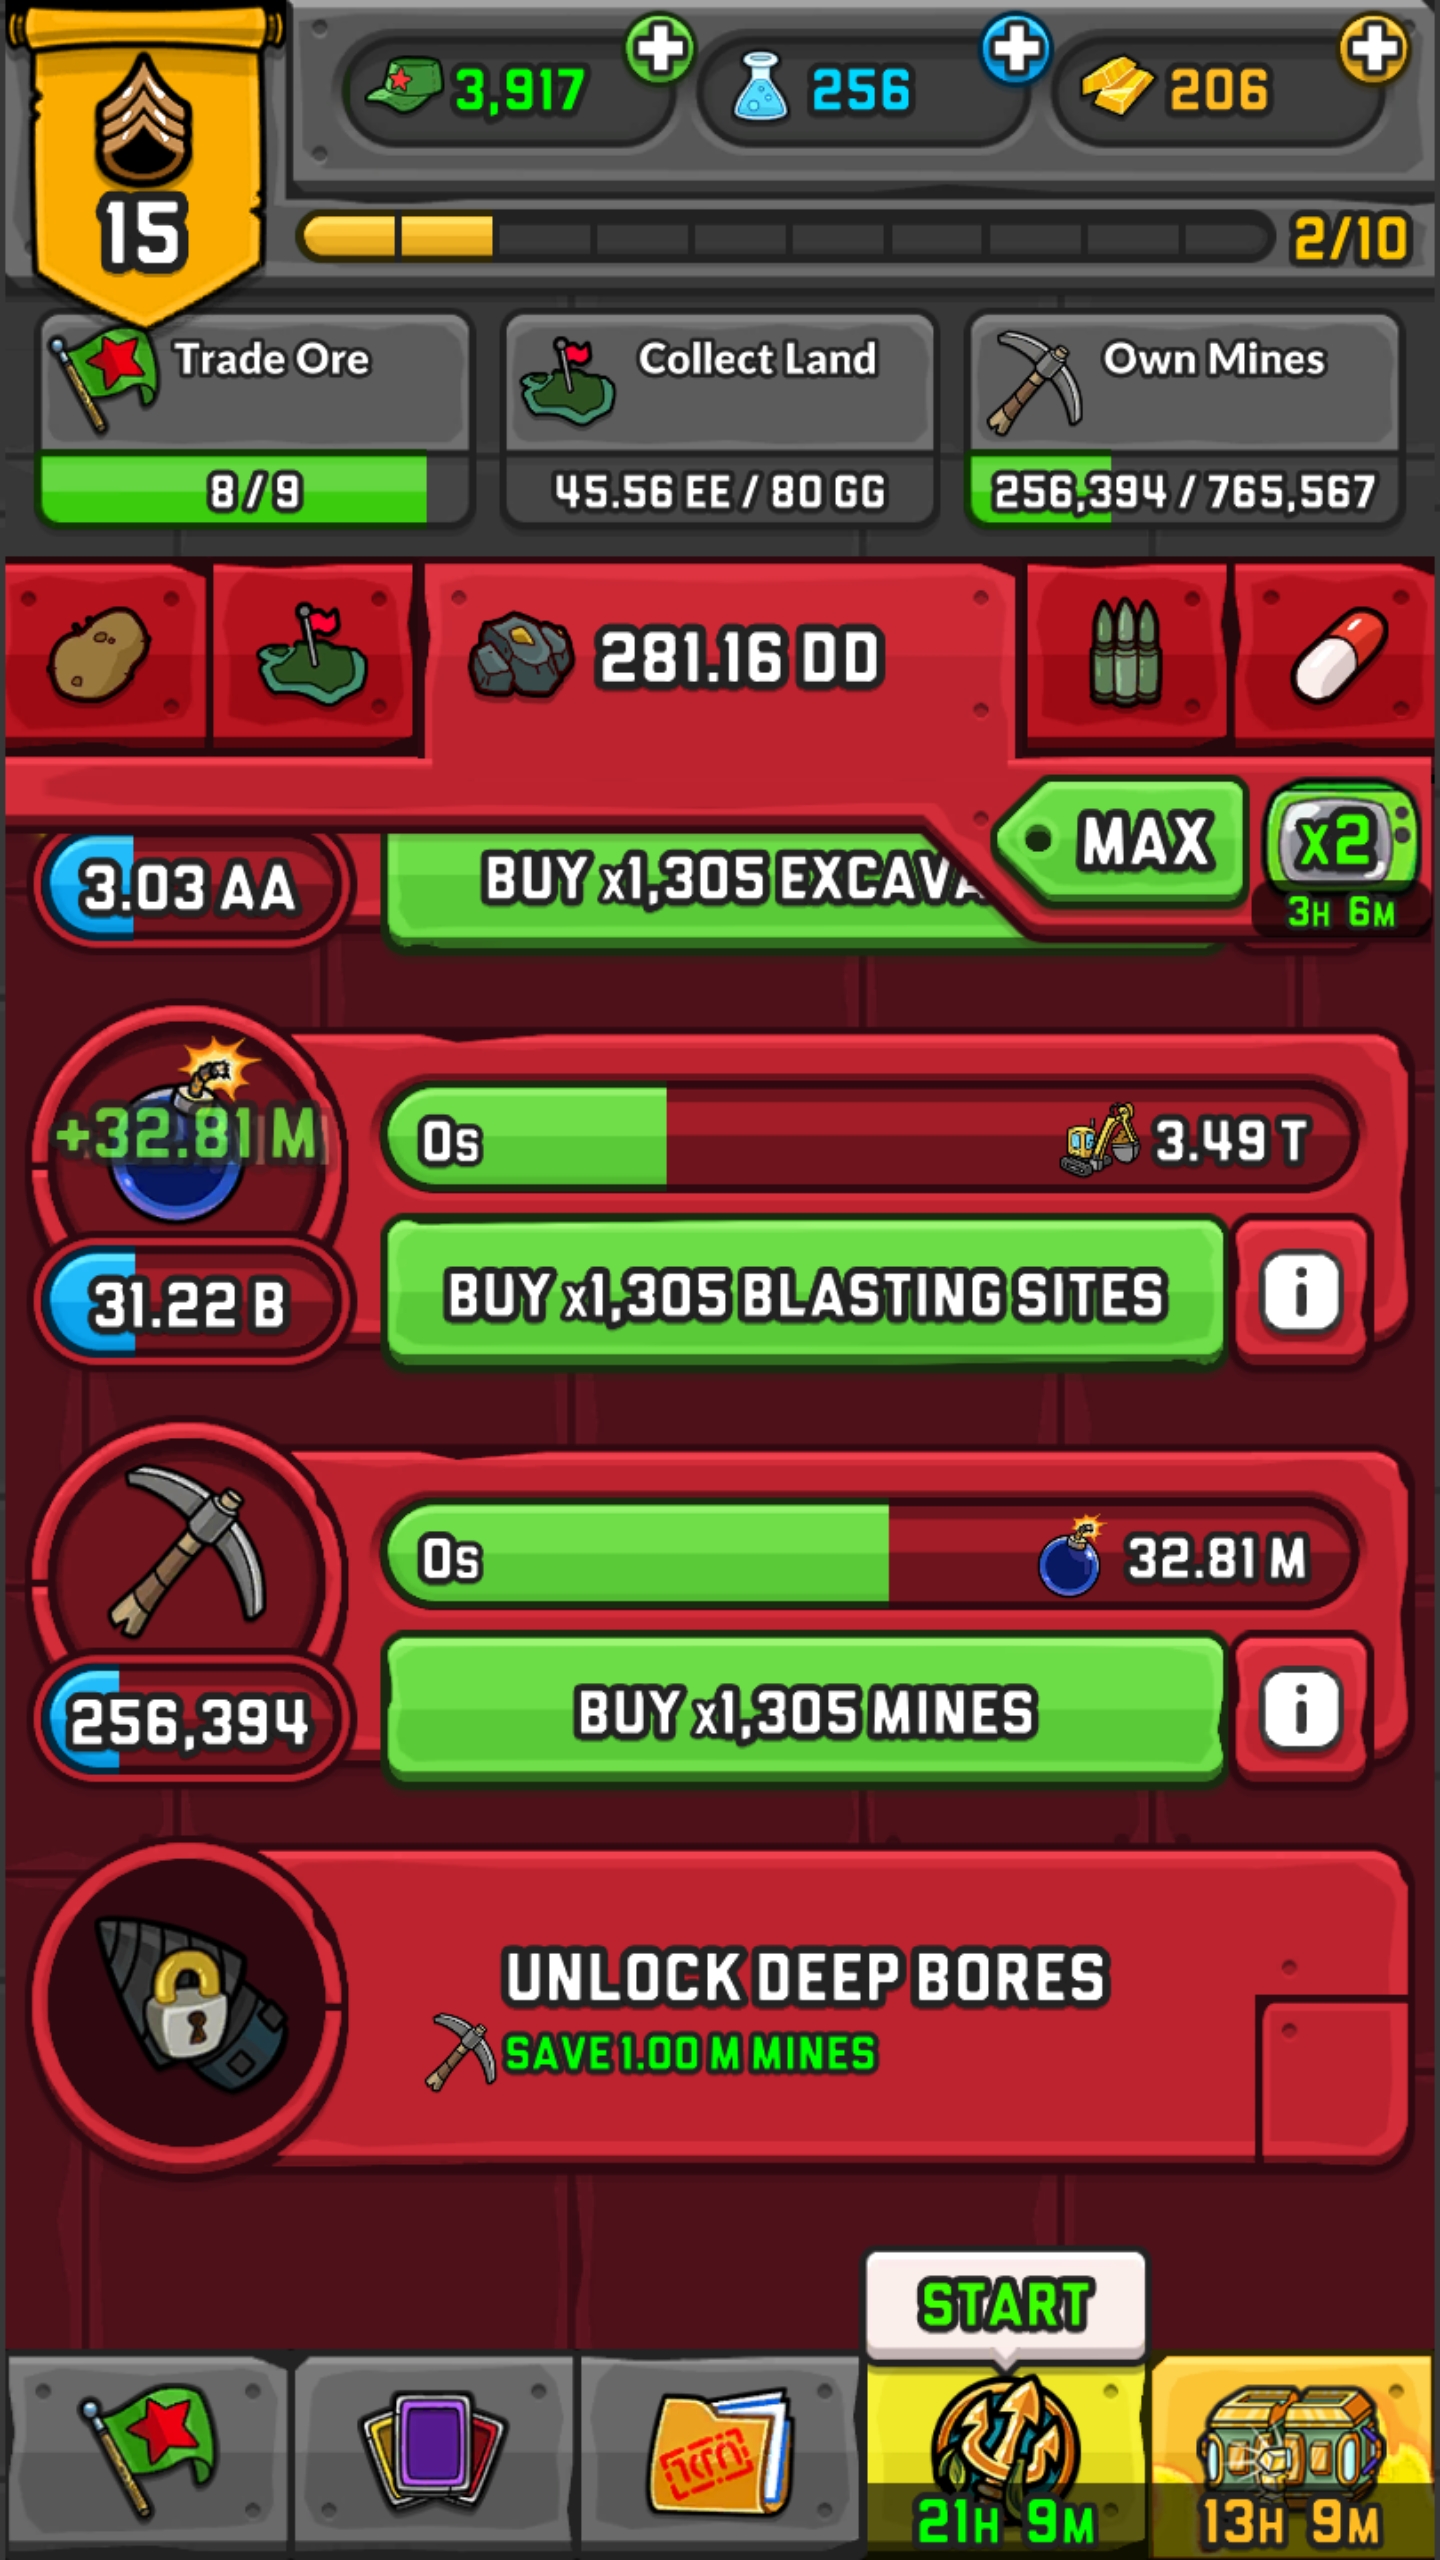 3,917
256
206
15
2/10
Trade Ore
Collect Land
Own Mines
8/9
45.56 EE / 80 GG
256,394 / 765,567
281.16 DD
MAX
x2
3H 6M
3.03 AA
BUY x1,305 EXCAVA
+32.81 M
0s
3.49 T
31.22 B
BUY x1,305 BLASTING SITES
i
0s
32.81 M
256,394
BUY x1,305 MINES
i
UNLOCK DEEP BORES
SAVE 1.00 M MINES
START
21H 9M
13H 9M